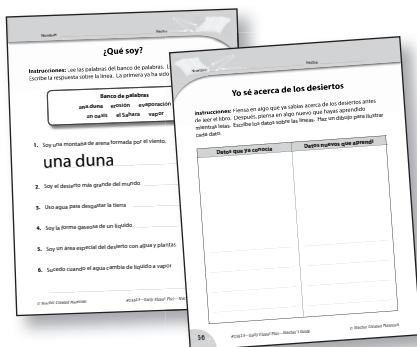 Nombre
Fecha
¿Qué soy?
Instrucciones: Lee las palabras del banco de palabras.
Escribe la respuesta sobre la línea. La primera ya ha sido
Banco de palabras
una duna erosión evaporación
un oasis el Sahara vapor
1. Soy una montaña de arena formada por el viento.
una duna
2. Soy el desierto más grande del mundo
3. Uso agua para desgastar la tierra
4. Soy la forma gaseosa de un líquido
5. Soy un área especial del desierto con agua y plantas
6. Sucedo cuando el agua cambia de líquido a vapor
© Teacher Created Materials
Nombre
Fecha
Yo sé acerca de los desiertos
Instrucciones: Piensa en algo que ya sabías acerca de los desiertos antes
de leer el libro. Después, piensa en algo nuevo que hayas aprendido
mientras leías. Escribe los datos sobre las líneas. Haz un dibujo para ilustrar
cada dato.
Datos que ya conocía
Datos nuevos que aprendí
56
© Teacher Created Materials